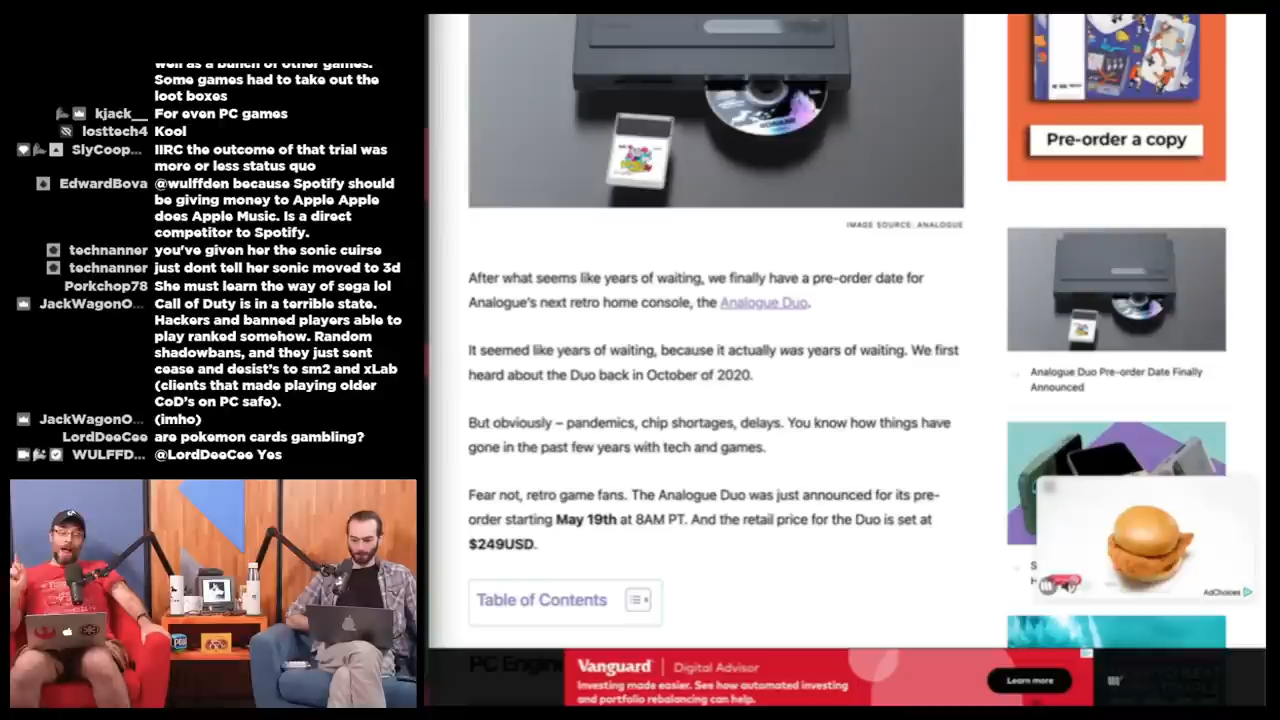 well as a bunch of other games.
Some games had to take out the
loot boxes
kjack__ For even PC games
losttech4 Kool
SlyCoop... IIRC the outcome of that trial was
more or less status quo
EdwardBova @wulffden because Spotify should
be giving money to Apple Apple
does Apple Music. Is a direct
competitor to Spotify.
technanner you've given her the sonic cuirse
technanner just dont tell her sonic moved to 3d
Porkchop78 She must learn the way of sega lol
JackWagonO... Call of Duty is in a terrible state.
Hackers and banned players able to
play ranked somehow. Random
shadowbans, and they just sent
cease and desist's to sm2 and xLab
(clients that made playing older
CoD's on PC safe).
JackWagonO... (imho)
LordDeeCee are pokemon cards gambling?
WULFFD... @LordDeeCee Yes
IMAGE SOURCE: ANALOGUE
After what seems like years of waiting, we finally have a pre-order date for
Analogue's next retro home console, the Analogue Duo.
It seemed like years of waiting, because it actually was years of waiting. We first
heard about the Duo back in October of 2020.
But obviously – pandemics, chip shortages, delays. You know how things have
gone in the past few years with tech and games.
Fear not, retro game fans. The Analogue Duo was just announced for its pre-
order starting May 19th at 8AM PT. And the retail price for the Duo is set at
$249USD.
Table of Contents
PC Engin
Pre-order a copy
Analogue Duo Pre-order Date Finally
Announced
AdChoices
Vanguard | Digital Advisor
Investing made easier. See how automated investing
and portfolio rebalancing can help.
Learn more